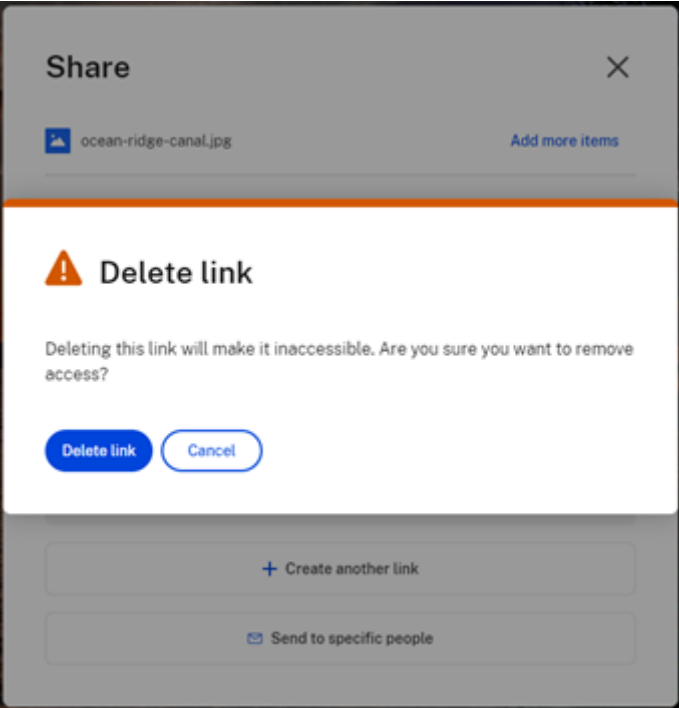 Share
ocean-ridge-canal.jpg
Add more items
Delete link
Deleting this link will make it inaccessible. Are you sure you want to remove
access?
Delete link
Cancel
Create another link
Send to specific people